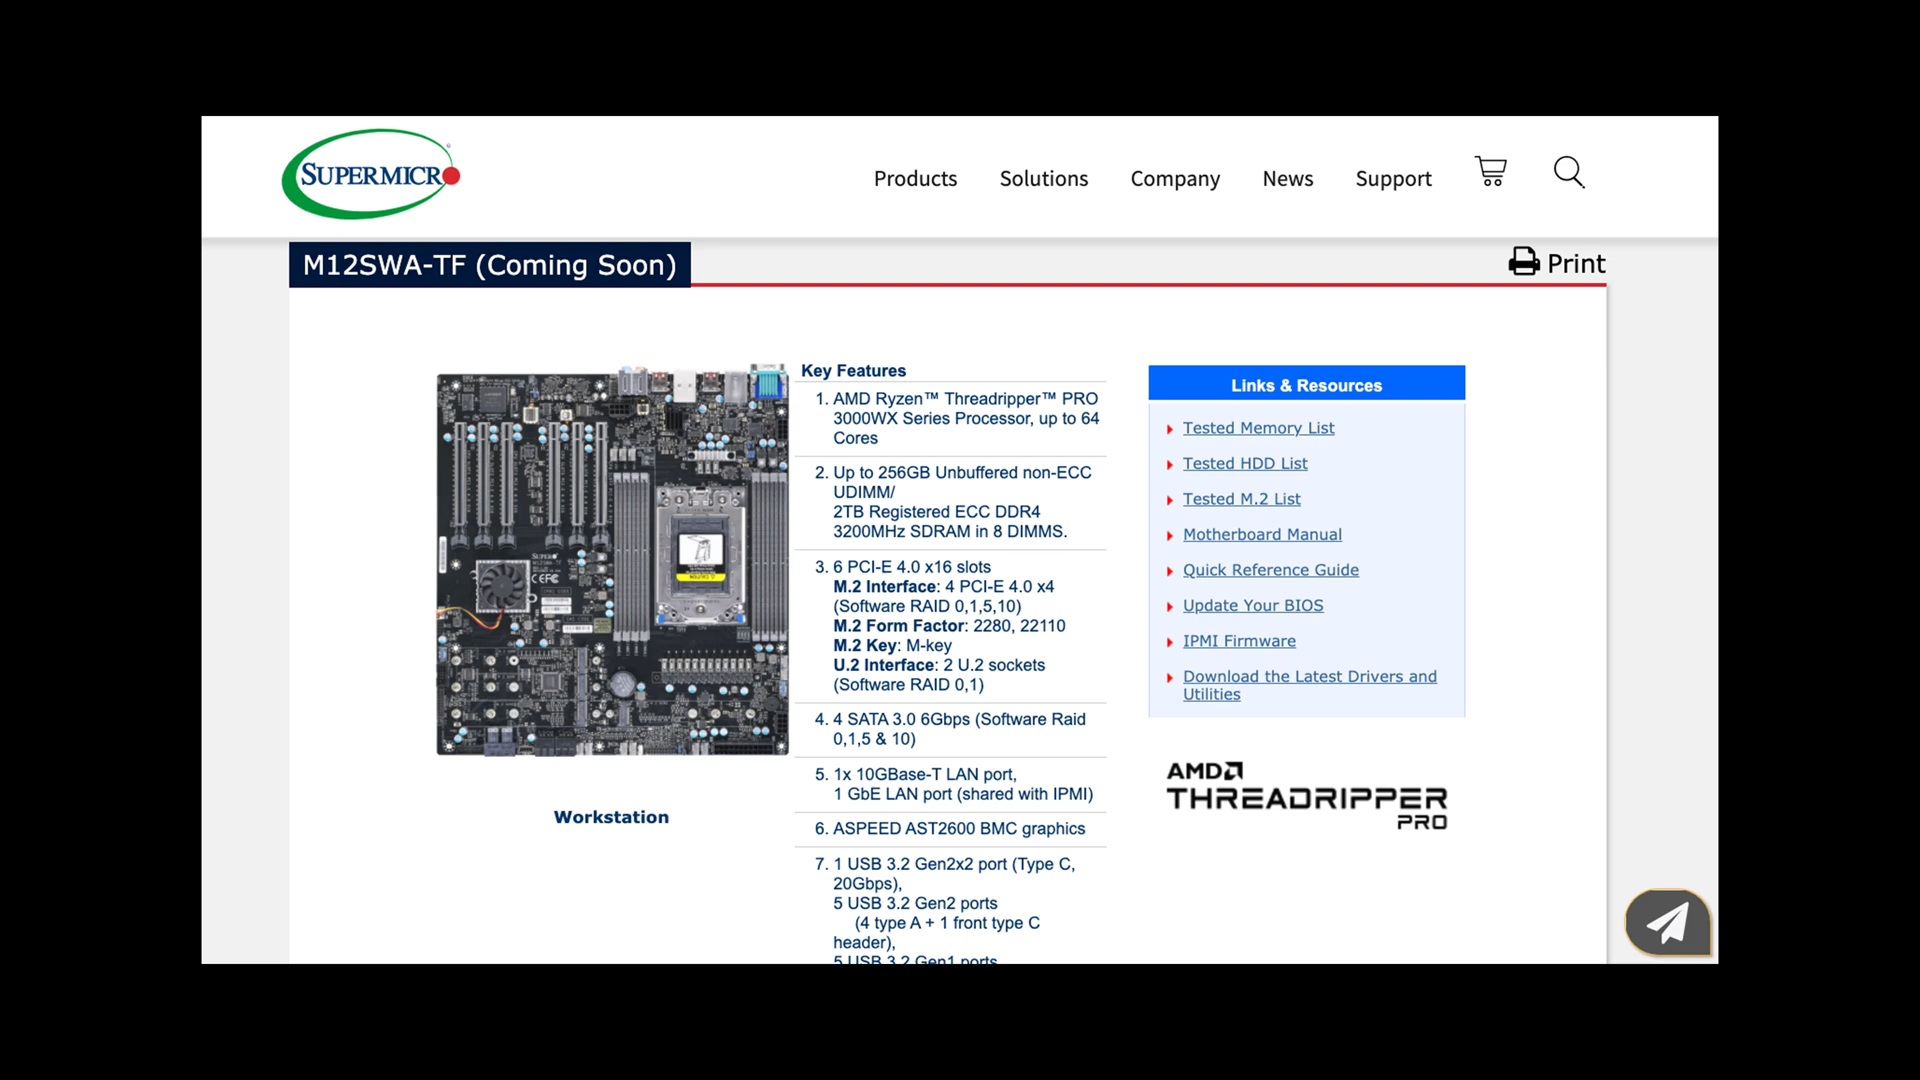 SUPERMICRO
Products
Solutions
Company
News
Support
M12SWA-TF (Coming Soon)
Print
Key Features
1. AMD Ryzen™ Threadripper™ PRO
3000WX Series Processor, up to 64
Cores
2. Up to 256GB Unbuffered non-ECC
UDIMM/
2TB Registered ECC DDR4
3200MHz SDRAM in 8 DIMMS.
3. 6 PCI-E 4.0 x16 slots
M.2 Interface: 4 PCI-E 4.0 x4
(Software RAID 0,1,5,10)
M.2 Form Factor: 2280, 22110
M.2 Key: M-key
U.2 Interface: 2 U.2 sockets
(Software RAID 0,1)
4. 4 SATA 3.0 6Gbps (Software Raid
0,1,5 & 10)
5. 1x 10GBase-T LAN port,
1 GbE LAN port (shared with IPMI)
6. ASPEED AST2600 BMC graphics
7. 1 USB 3.2 Gen2x2 port (Type C,
20Gbps),
5 USB 3.2 Gen2 ports
(4 type A + 1 front type C
header),
5 USB 3.2 Gen1 ports
Workstation
Links & Resources
Tested Memory List
Tested HDD List
Tested M.2 List
Motherboard Manual
Quick Reference Guide
Update Your BIOS
IPMI Firmware
Download the Latest Drivers and
Utilities
AMD
THREADRIPPER
PRO